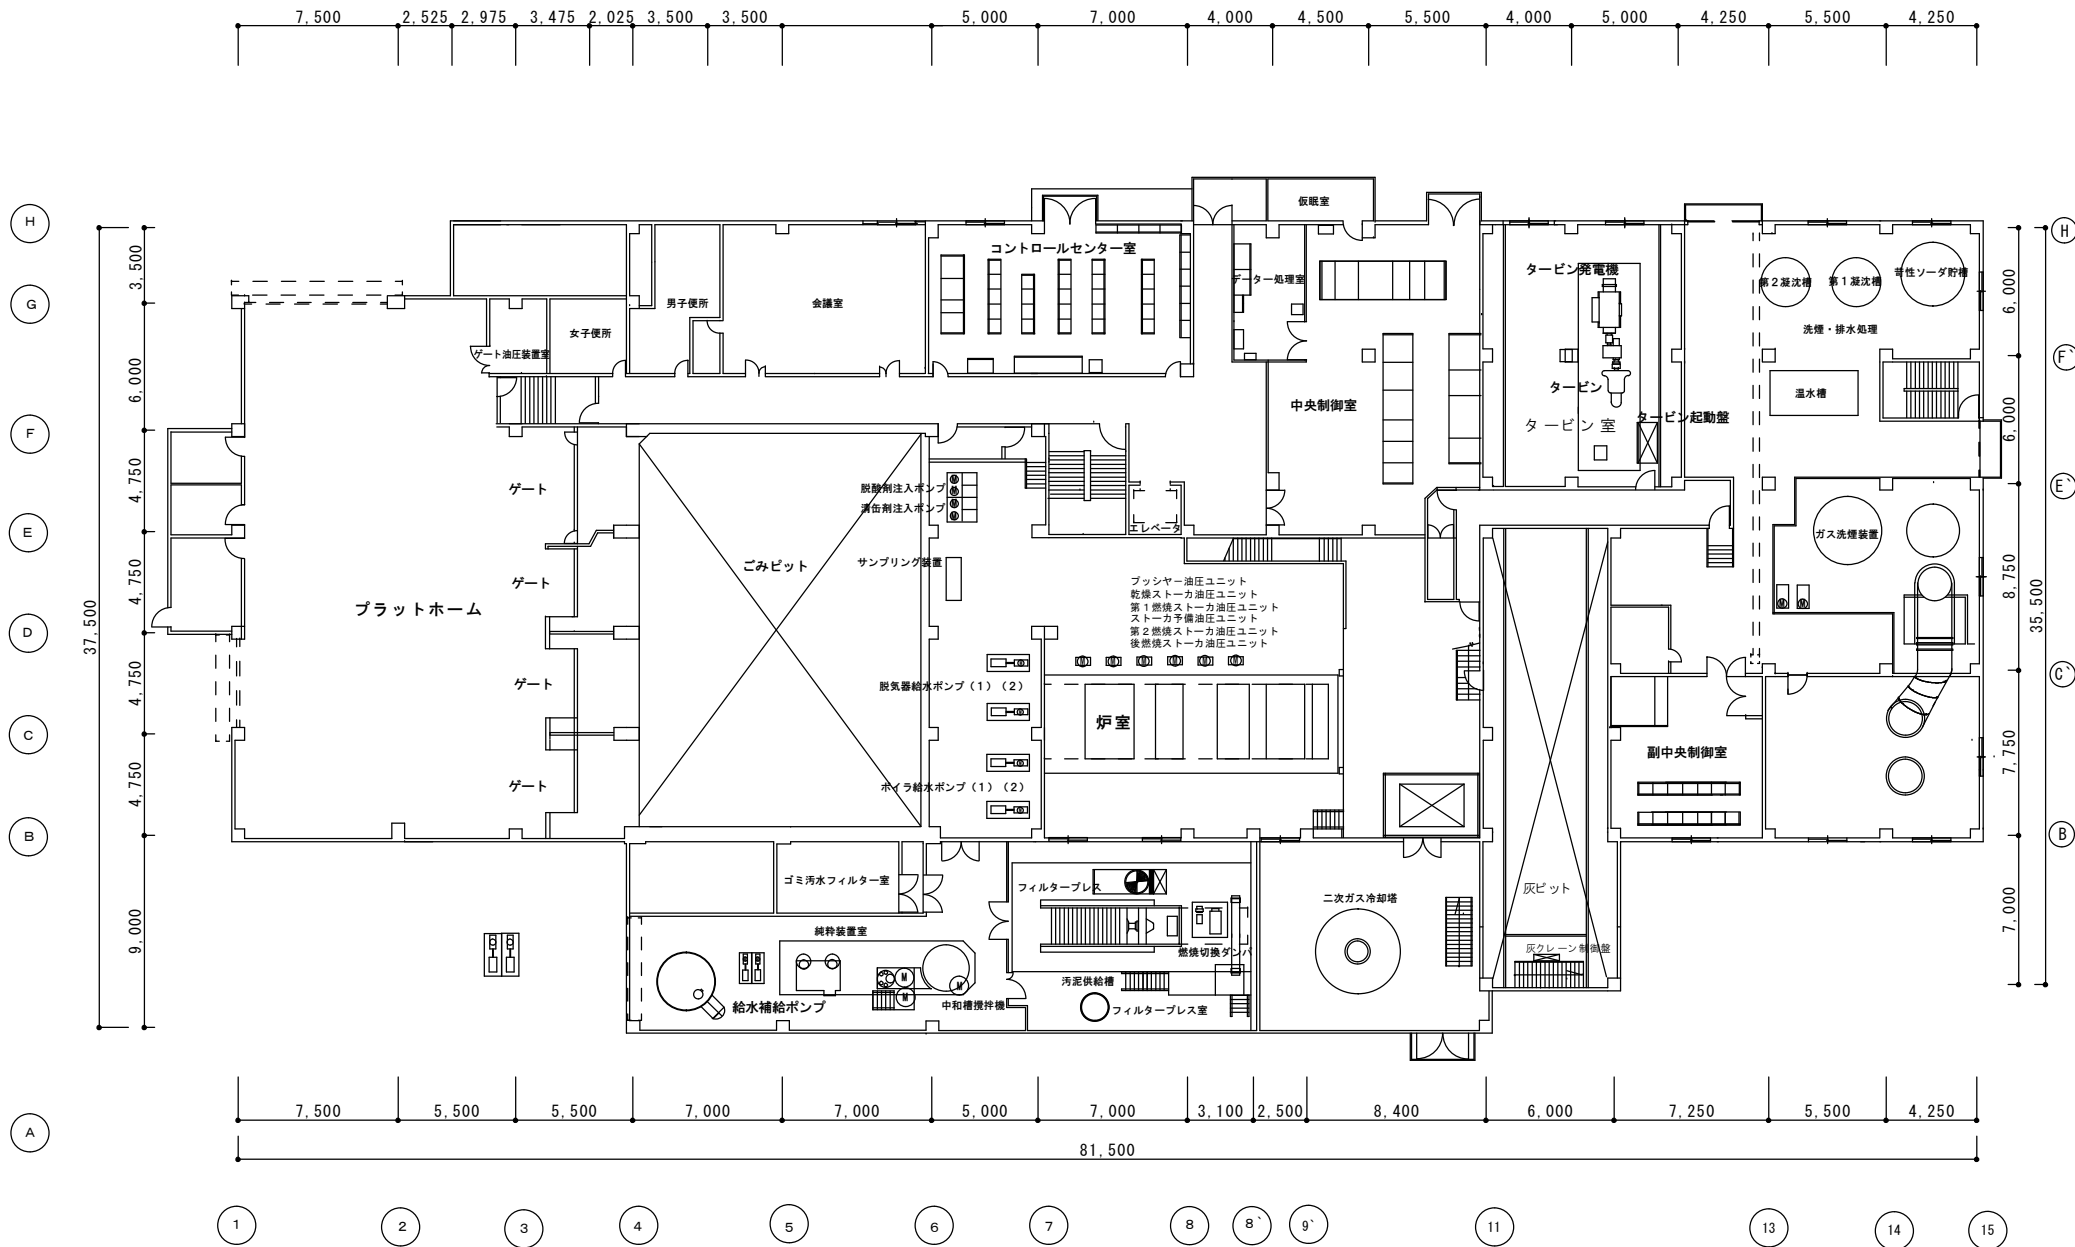 7,500 2,525 2,975 3,475 2,025 3,500 3,500 5,000 7,000 4,000 4,500 5,500 4,000 5,000 4,250 5,500 4,250
H
G
F
E
D
C
B
A
3,500
6,000
4,750
4,750
4,750
4,750
9,000
37,500
H
F`
E`
C`
B
6,000
6,000
8,750
7,750
7,000
35,500
仮眠室
コントロールセンター室
データー処理室
タービン発電機
第2凝沈槽
第1凝沈槽
苛性ソーダ貯槽
男子便所
会議室
女子便所
ゲート油圧装置室
洗煙・排水処理
中央制御室
タービン
タービン室
タービン起動盤
温水槽
ゲート
脱酸剤注入ポンプ
清缶剤注入ポンプ
M
M
M
M
エレベータ
ガス洗煙装置
M M
ごみピット
サンプリング装置
ゲート
プラットホーム
プッシャー油圧ユニット
乾燥ストーカ油圧ユニット
第1燃焼ストーカ油圧ユニット
ストーカ予備油圧ユニット
第2燃焼ストーカ油圧ユニット
後燃焼ストーカ油圧ユニット
ゲート
脱気器給水ポンプ(1)(2)
炉室
副中央制御室
ゲート
ボイラ給水ポンプ(1)(2)
ゴミ汚水フィルター室
フィルタープレス
二次ガス冷却塔
灰ピット
純粋装置室
燃焼切換ダンパ
灰クレーン制御盤
M
M
M
汚泥供給槽
給水補給ポンプ
中和槽攪拌機
フィルタープレス室
7,500 5,500 5,500 7,000 7,000 5,000 7,000 3,100 2,500 8,400 6,000 7,250 5,500 4,250
81,500
1 2 3 4 5 6 7 8 8` 9` 11 13 14 15